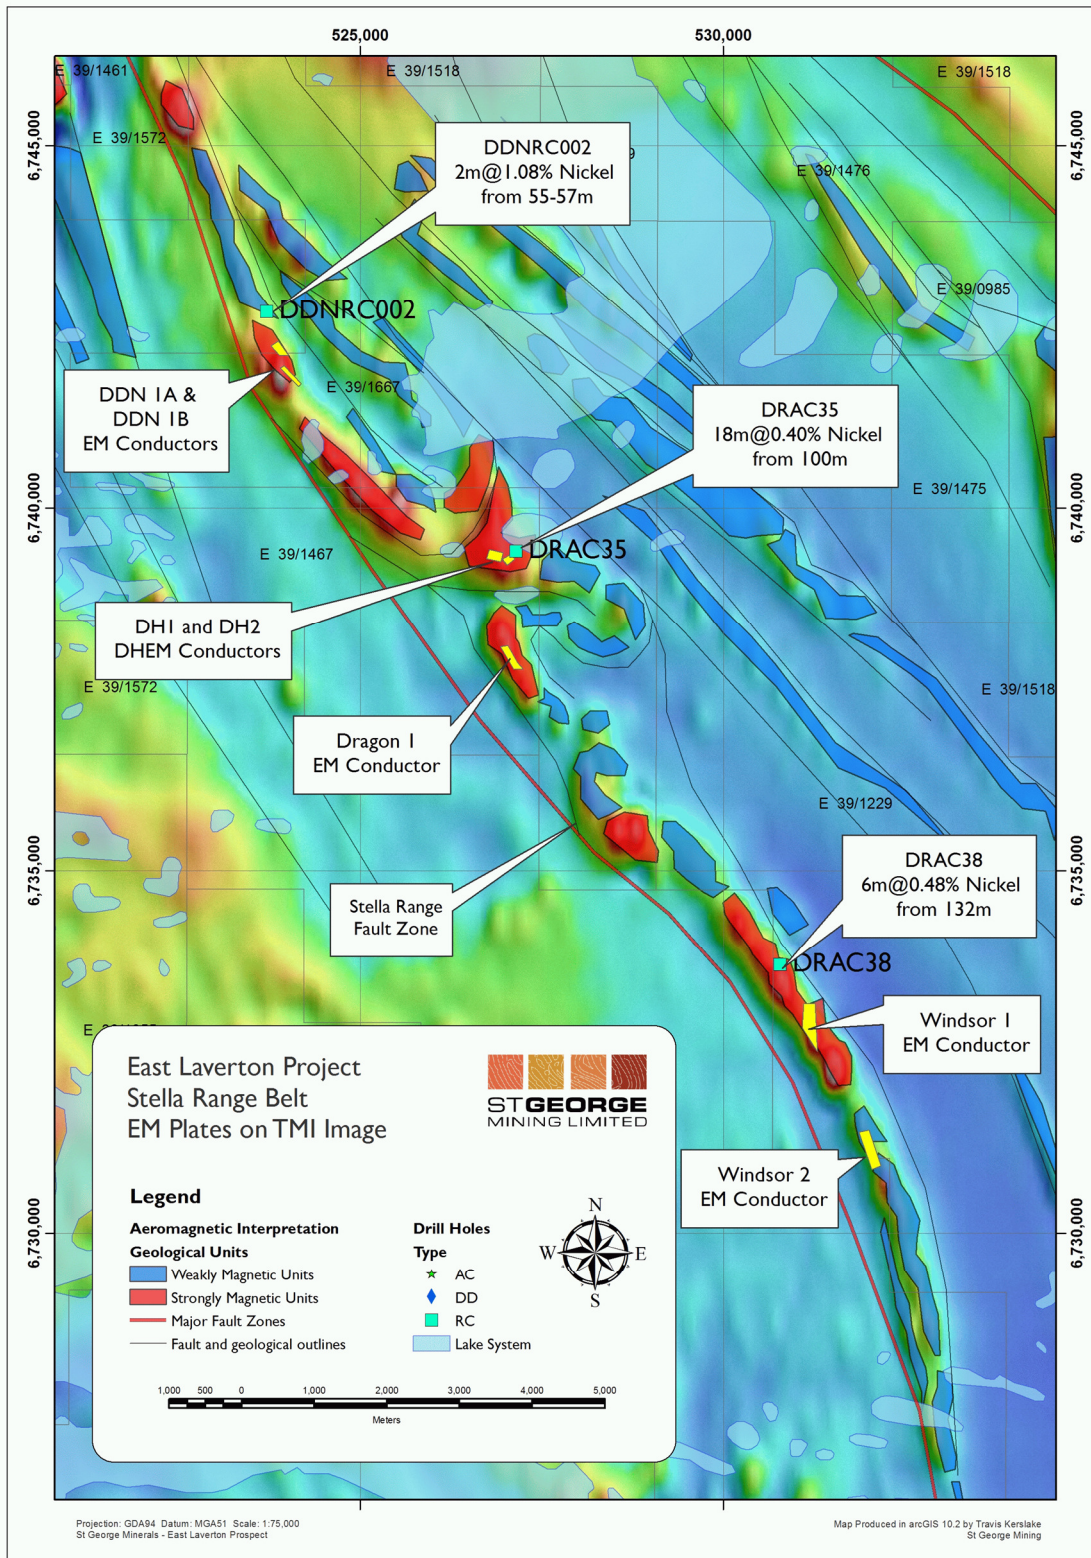 525,000
530,000
E 39/1461
E 39/1518
E 39/1518
E 39/1572
6,745,000
6,745,000
DDNRC002
2m@1.08% Nickel
from 55-57m
E 39/1476
E 39/0985
DDNRC002
E 39/1667
DDN 1A &
DDN 1B
EM Conductors
DRAC35
18m@0.40% Nickel
from 100m
6,740,000
6,740,000
E 39/1475
E 39/1467
DRAC35
DH1 and DH2
DHEM Conductors
E 39/1572
E 39/1518
Dragon 1
EM Conductor
E 39/1229
6,735,000
6,735,000
DRAC38
6m@0.48% Nickel
from 132m
Stella Range
Fault Zone
DRAC38
Windsor 1
EM Conductor
Windsor 2
EM Conductor
6,730,000
6,730,000
East Laverton Project
Stella Range Belt
EM Plates on TMI Image
STGEORGE
MINING LIMITED
Legend
Aeromagnetic Interpretation
Geological Units
Weakly Magnetic Units
Strongly Magnetic Units
Major Fault Zones
Fault and geological outlines
Drill Holes
Type
AC
DD
RC
Lake System
N
W
E
S
1,000 500 0 1,000 2,000 3,000 4,000 5,000
Meters
Projection: GDA94 Datum: MGA51 Scale: 1:75,000
St George Minerals - East Laverton Prospect
Map Produced in arcGIS 10.2 by Travis Kerslake
St George Mining